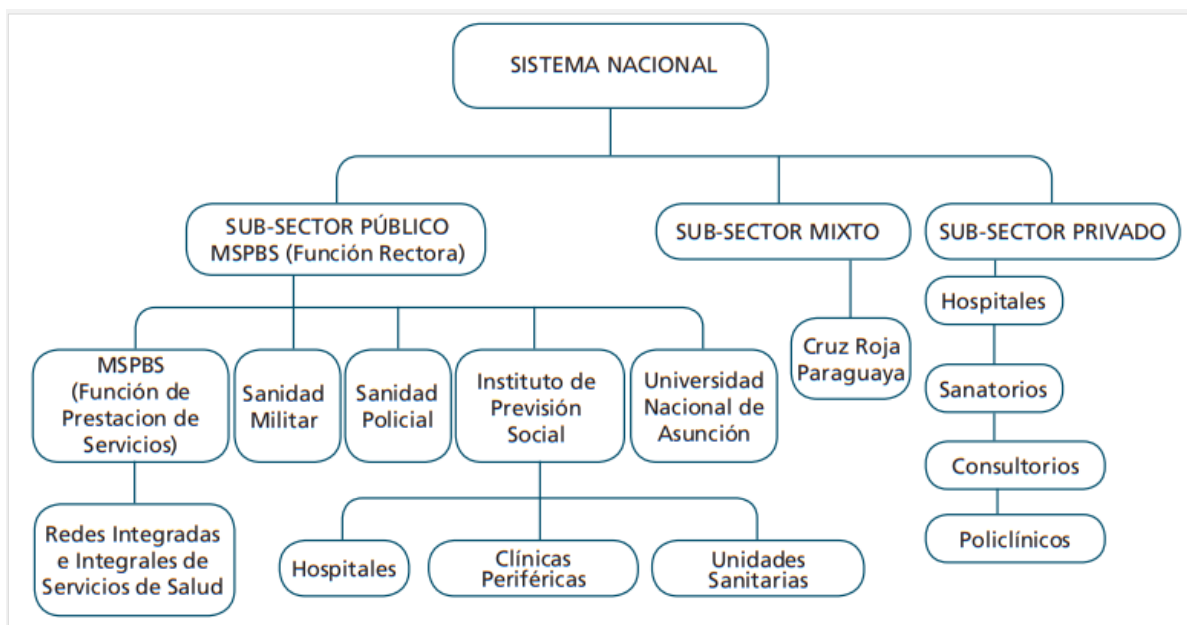 SISTEMA NACIONAL
SUB-SECTOR PÚBLICO
MSPBS (Función Rectora)
SUB-SECTOR MIXTO
SUB-SECTOR PRIVADO
MSPBS
(Función de
Prestacion de
Servicios)
Sanidad
Militar
Sanidad
Policial
Instituto de
Previsión
Social
Universidad
Nacional de
Asunción
Cruz Roja
Paraguaya
Hospitales
Sanatorios
Consultorios
Policlínicos
Redes Integradas
e Integrales de
Servicios de Salud
Hospitales
Clínicas
Periféricas
Unidades
Sanitarias